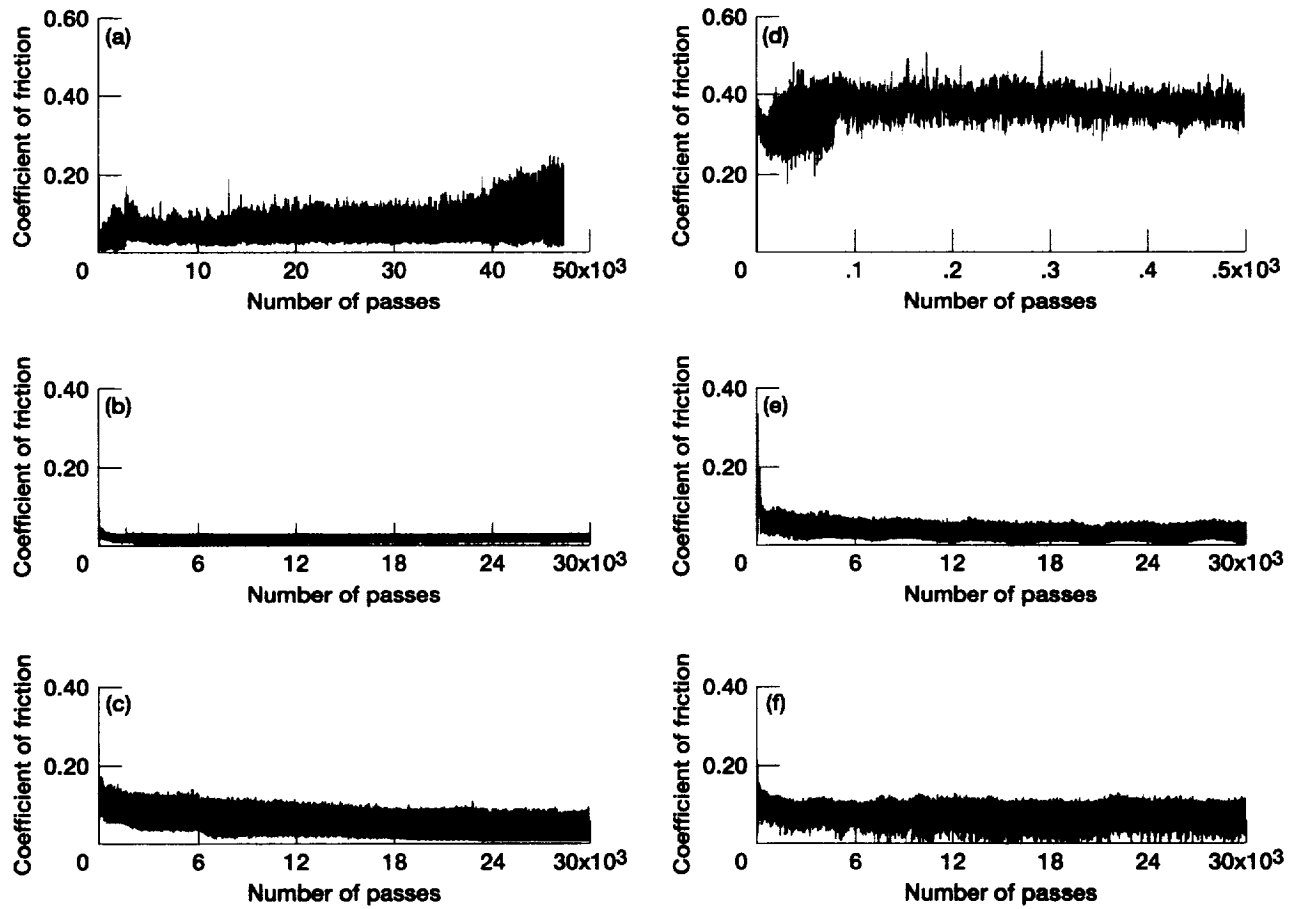 (a)
Coefficient of friction
0.60
0.40
0.20
0 10 20 30 40 50x10³
Number of passes
(b)
Coefficient of friction
0.40
0.20
0 6 12 18 24 30x10³
Number of passes
(c)
Coefficient of friction
0.40
0.20
0 6 12 18 24 30x10³
Number of passes
(d)
Coefficient of friction
0.60
0.40
0.20
0 .1 .2 .3 .4 .5x10³
Number of passes
(e)
Coefficient of friction
0.40
0.20
0 6 12 18 24 30x10³
Number of passes
(f)
Coefficient of friction
0.40
0.20
0 6 12 18 24 30x10³
Number of passes